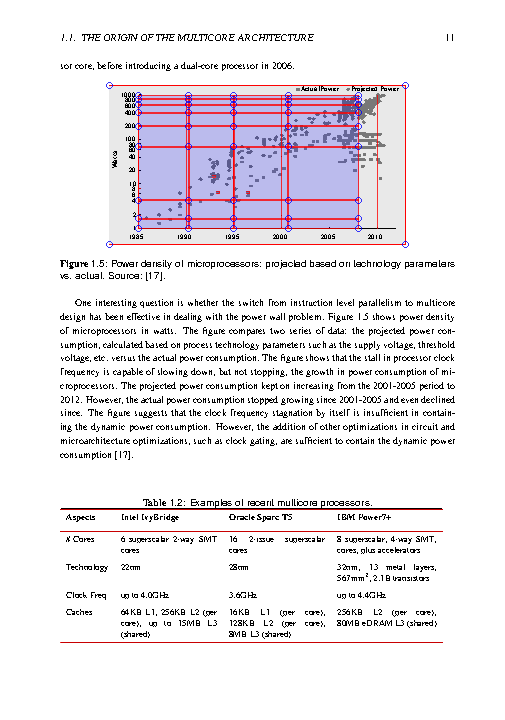 1.1. THE ORIGIN OF THE MULTICORE ARCHITECTURE 11
sor core, before introducing a dual-core processor in 2006.
Actual Power Projected Power
1000
800
600
400
200
100
80
60
40
20
10
8
6
4
2
1
Watts
1985 1990 1995 2000 2005 2010
Figure 1.5: Power density of microprocessors: projected based on technology parameters
vs. actual. Source: [17].
One interesting question is whether the switch from instruction level parallelism to multicore
design has been effective in dealing with the power wall problem. Figure 1.5 shows power density
of microprocessors in watts. The figure compares two series of data: the projected power con-
sumption, calculated based on process technology parameters such as the supply voltage, threshold
voltage, etc. versus the actual power consumption. The figure shows that the stall in processor clock
frequency is capable of slowing down, but not stopping, the growth in power consumption of mi-
croprocessors. The projected power consumption kept on increasing from the 2001-2005 period to
2012. However, the actual power consumption stopped growing since 2001-2005 and even declined
since. The figure suggests that the clock frequency stagnation by itself is insufficient in contain-
ing the dynamic power consumption. However, the addition of other optimizations in circuit and
microarchitecture optimizations, such as clock gating, are sufficient to contain the dynamic power
consumption [17].
Table 1.2: Examples of recent multicore processors.
Aspects Intel IvyBridge Oracle Sparc T5 IBM Power7+
# Cores 6 superscalar 2-way SMT 16 2-issue superscalar 8 superscalar, 4-way SMT,
cores cores cores, plus accelerators
Technology 22nm 28nm 32nm, 13 metal layers,
567mm², 2.1B transistors
Clock Freq up to 4.0GHz 3.6GHz up to 4.4GHz
Caches 64KB L1, 256KB L2 (per 16KB L1 (per core), 256KB L2 (per core),
core), up to 15MB L3 128KB L2 (per core), 80MB eDRAM L3 (shared)
(shared) 8MB L3 (shared)